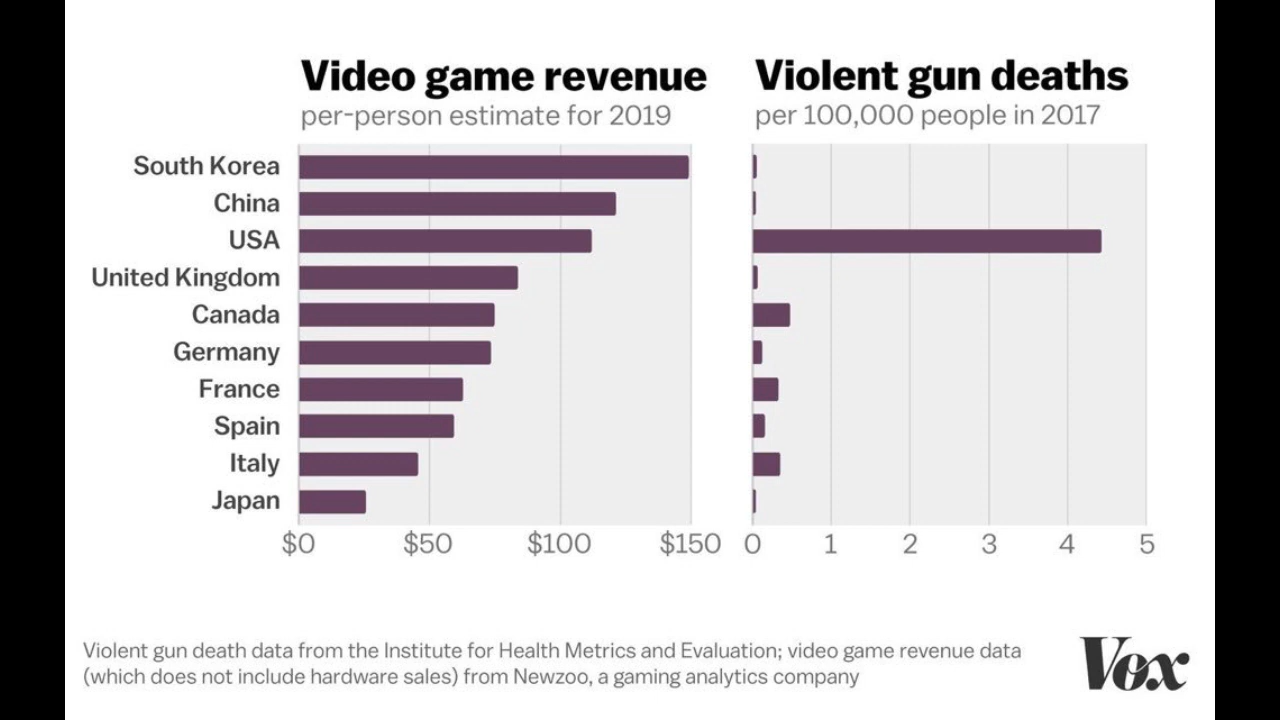 Video game revenue
per-person estimate for 2019
Violent gun deaths
per 100,000 people in 2017
South Korea
China
USA
United Kingdom
Canada
Germany
France
Spain
Italy
Japan
$0 $50 $100 $150
0 1 2 3 4 5
Violent gun death data from the Institute for Health Metrics and Evaluation; video game revenue data
(which does not include hardware sales) from Newzoo, a gaming analytics company
Vox